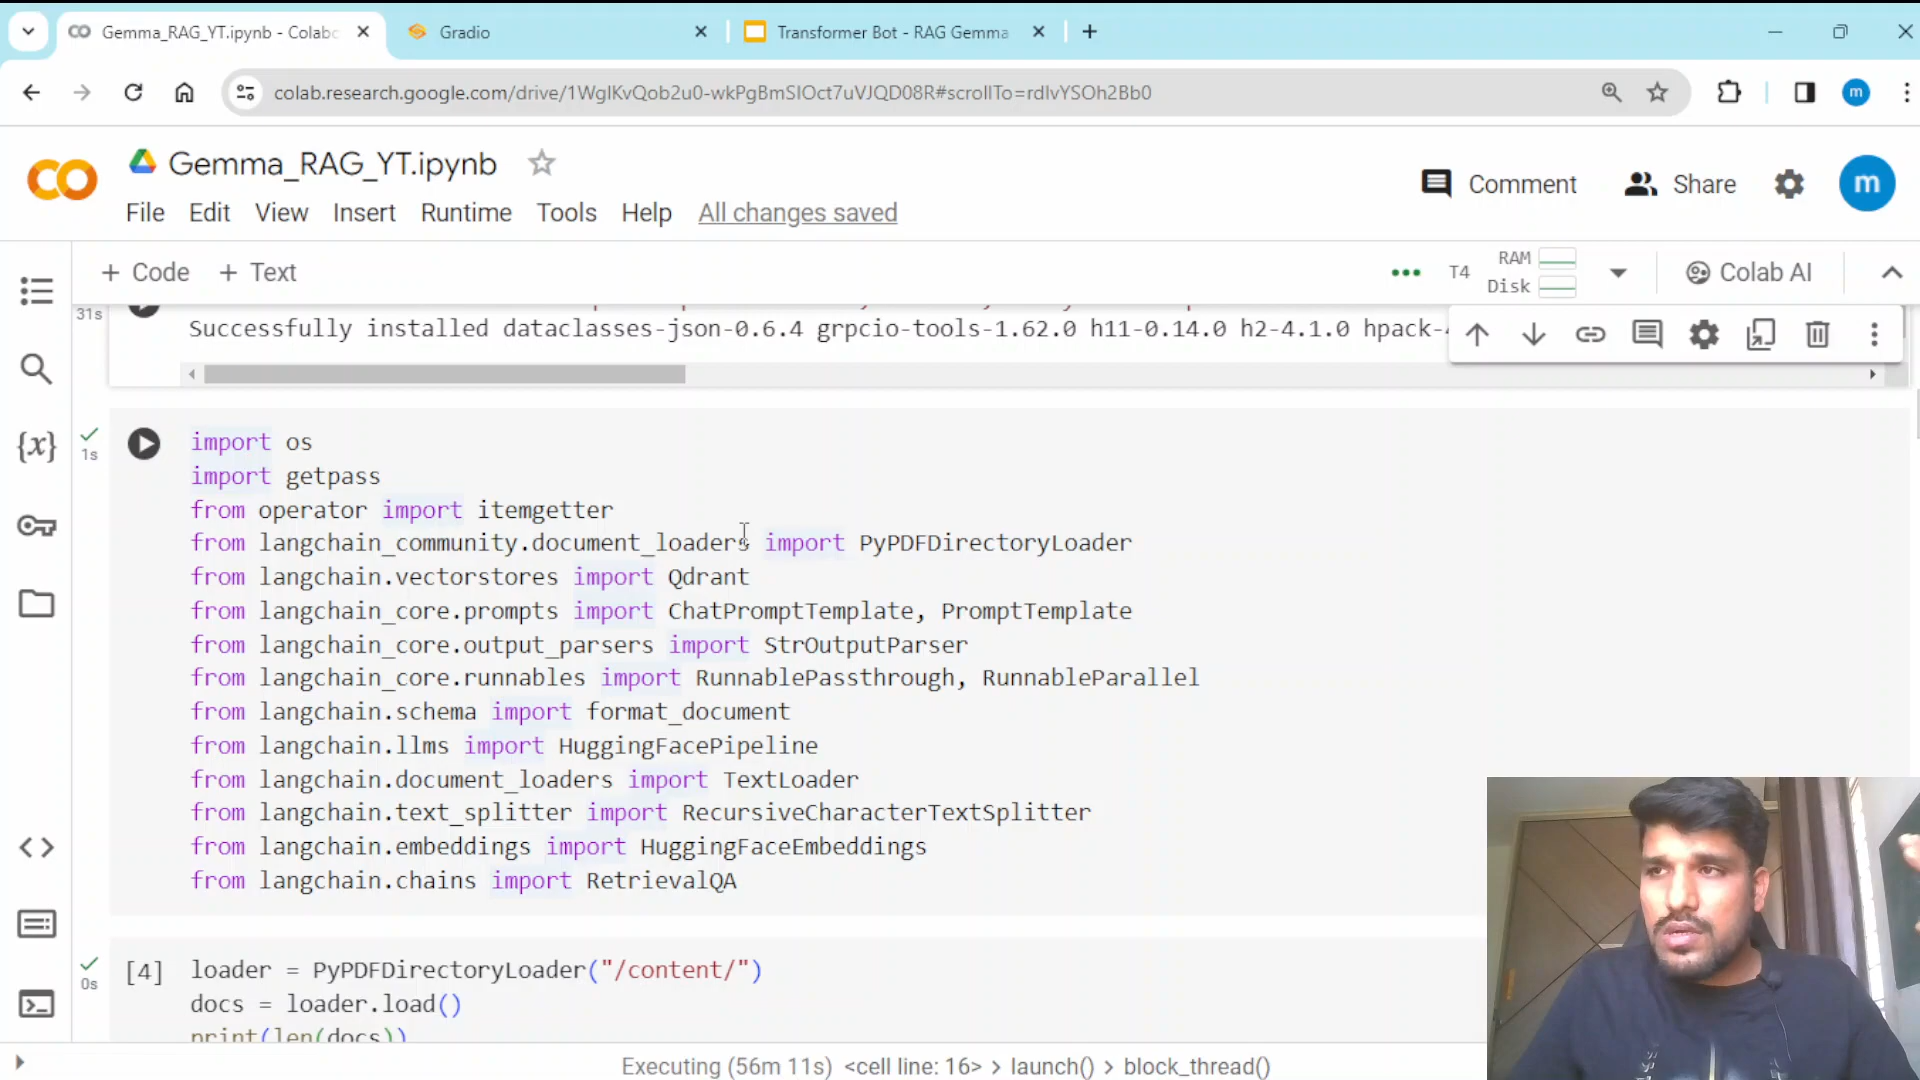 Gemma_RAG_YT.ipynb - Colabo
Gradio
Transformer Bot - RAG Gemma
colab.research.google.com/drive/1WglKvQob2u0-wkPgBmSlOct7uVJQD08R#scrollTo=rdlvYSOh2Bb0
m
Gemma_RAG_YT.ipynb
Comment
Share
m
File Edit View Insert Runtime Tools Help All changes saved
+ Code + Text
T4
RAM
Disk
Colab AI
31s
Successfully installed dataclasses-json-0.6.4 grpcio-tools-1.62.0 h11-0.14.0 h2-4.1.0 hpack-
{x}
1s
import os
import getpass
from operator import itemgetter
from langchain_community.document_loaders import PyPDFDirectoryLoader
from langchain.vectorstores import Qdrant
from langchain_core.prompts import ChatPromptTemplate, PromptTemplate
from langchain_core.output_parsers import StrOutputParser
from langchain_core.runnables import RunnablePassthrough, RunnableParallel
from langchain.schema import format_document
from langchain.llms import HuggingFacePipeline
from langchain.document_loaders import TextLoader
from langchain.text_splitter import RecursiveCharacterTextSplitter
from langchain.embeddings import HuggingFaceEmbeddings
from langchain.chains import RetrievalQA
0s
[4] loader = PyPDFDirectoryLoader("/content/")
docs = loader.load()
print(len(docs))
Executing (56m 11s) <cell line: 16> > launch() > block_thread()